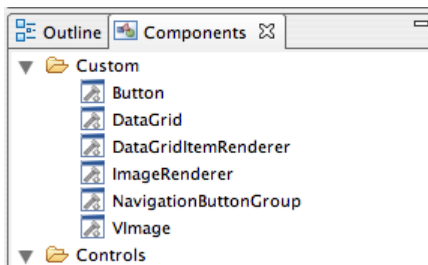 Outline Components
Custom
Button
DataGrid
DataGridItemRenderer
ImageRenderer
NavigationButtonGroup
VImage
Controls